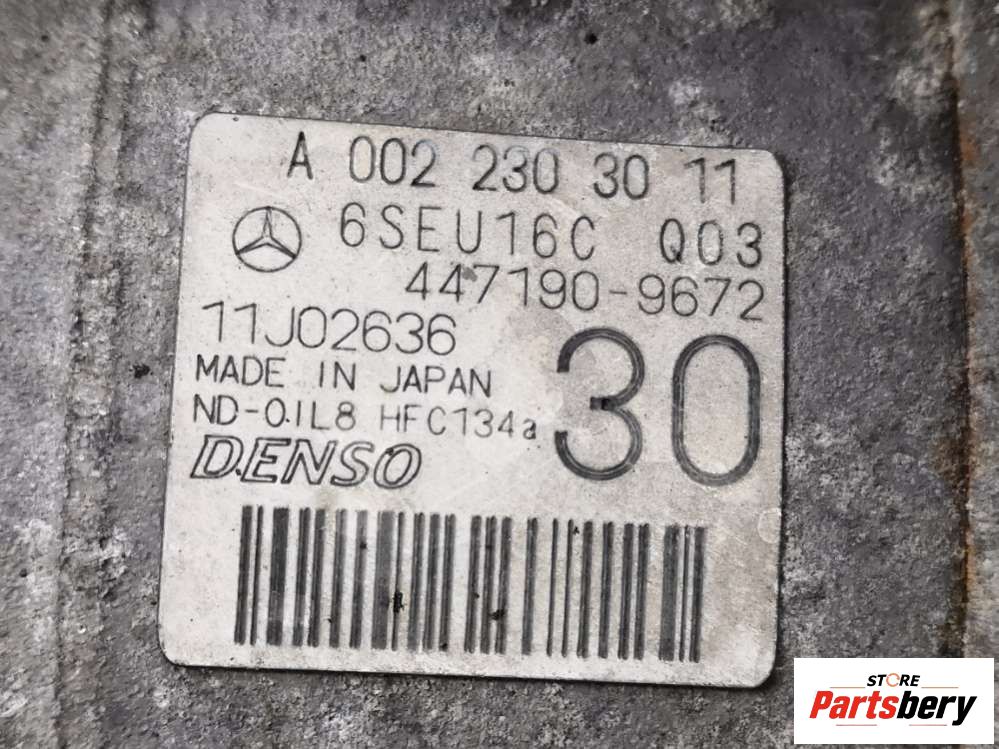 A 002 230 30 11
6SEU16C Q03
447190-9672
11J02636
30
MADE IN JAPAN
ND-OIL8 HFC134a
DENSO
STORE
Partsbery